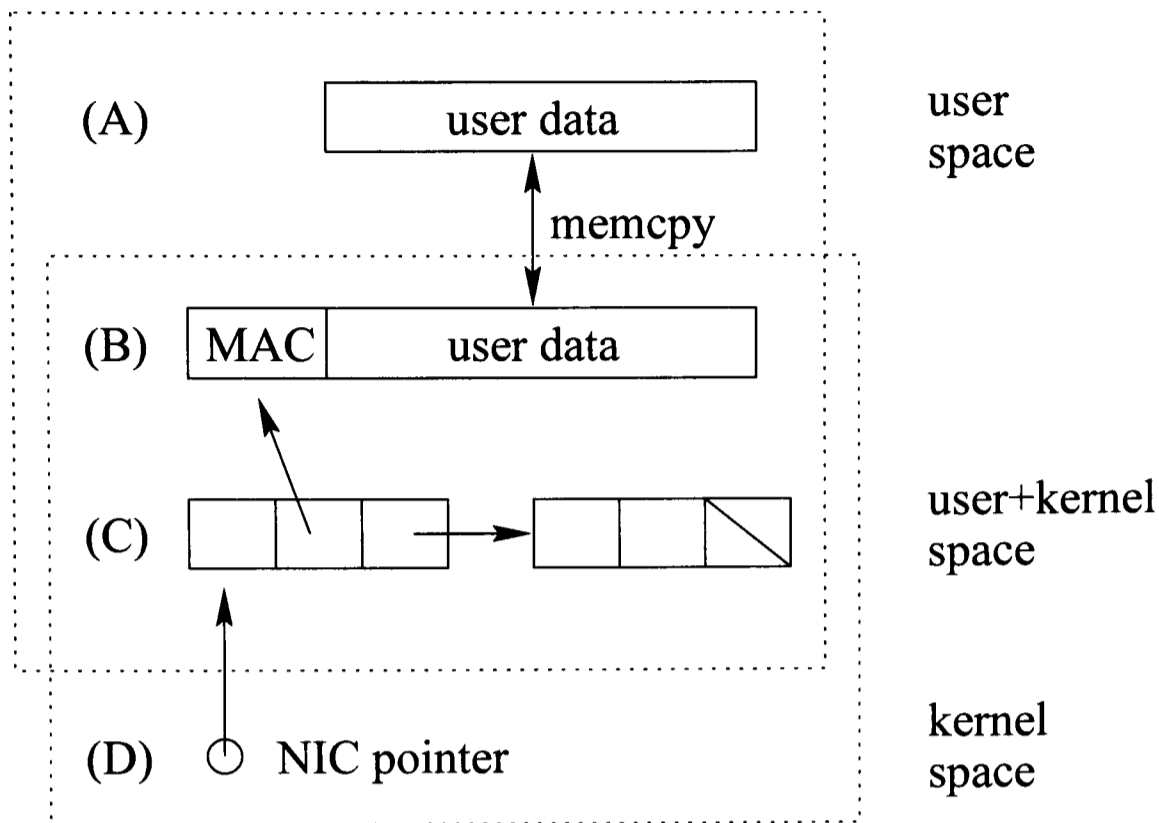 (A)
user data
user
space
memcpy
(B)
MAC
user data
(C)
user+kernel
space
(D)
NIC pointer
kernel
space